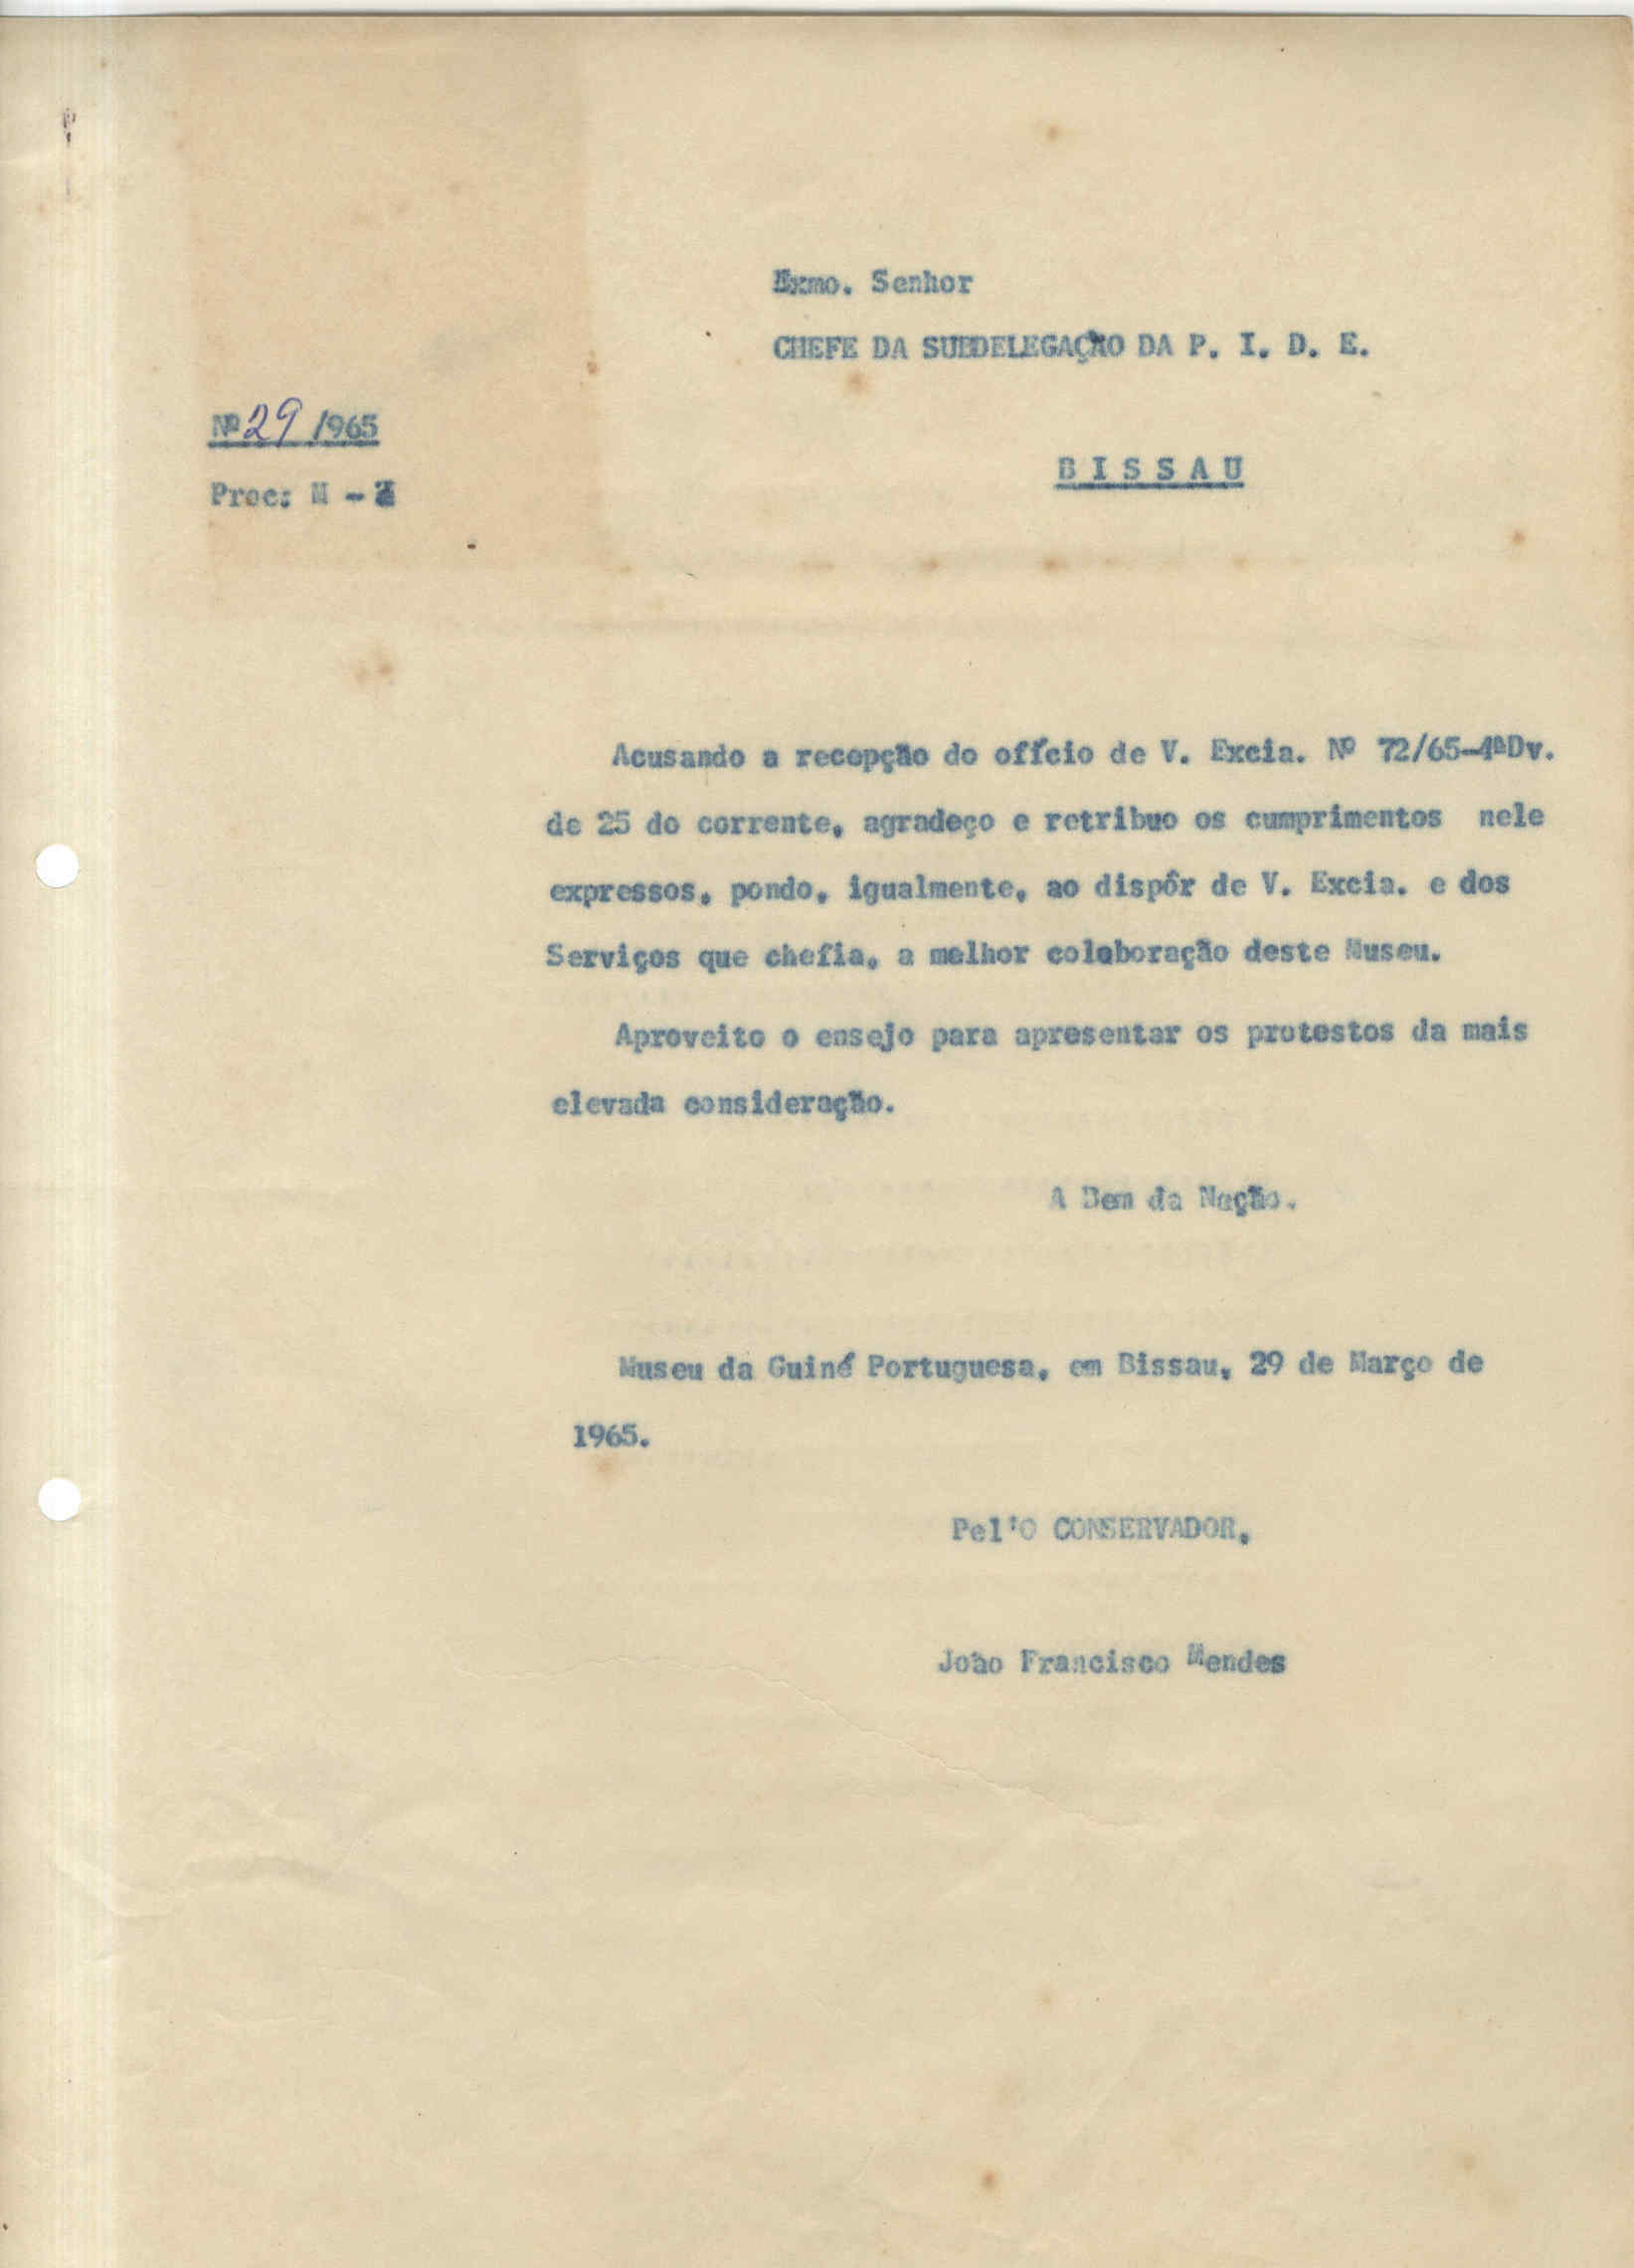 Exmo. Senhor
CHEFE DA SUBDELEGAÇÃO DA P. I. D. E.
Nº 29 /965
BISSAU
Proc: M -
Acusando a recepção do ofício de V. Excia. Nº 72/65-4ªDv.
de 25 do corrente, agradeço e retribuo os cumprimentos nele
expressos, pondo, igualmente, ao dispôr de V. Excia. e dos
Serviços que chefia, a melhor colaboração deste Museu.
Aproveito o ensejo para apresentar os protestos da mais
elevada consideração.
A Bem da Nação.
Museu da Guiné Portuguesa, em Bissau, 29 de Março de
1965.
Pel'O CONSERVADOR,
João Francisco Mendes